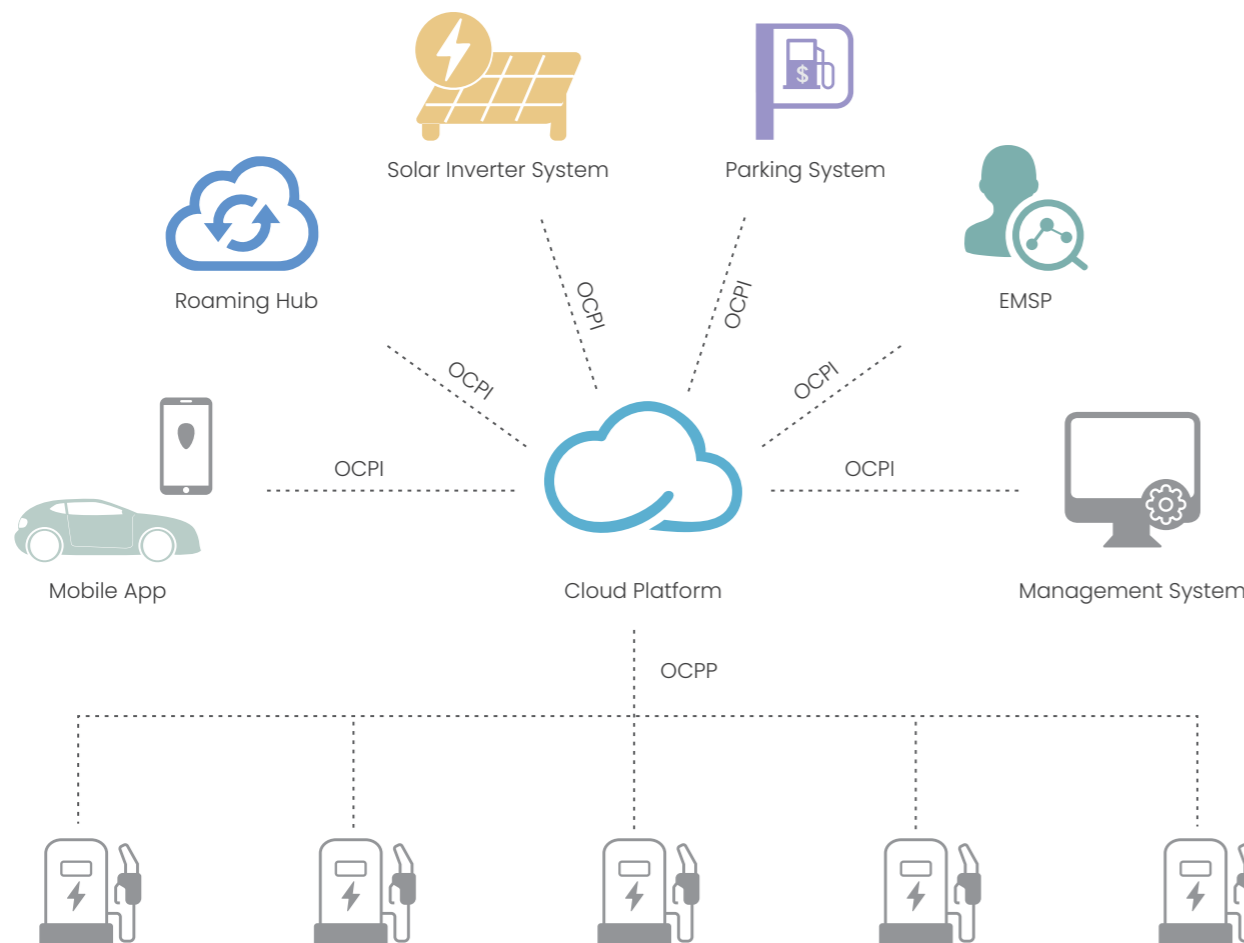 $
Solar Inverter System
Parking System
Roaming Hub
EMSP
OCPI
OCPI
OCPI
OCPI
OCPI
OCPI
Mobile App
Cloud Platform
Management System
OCPP